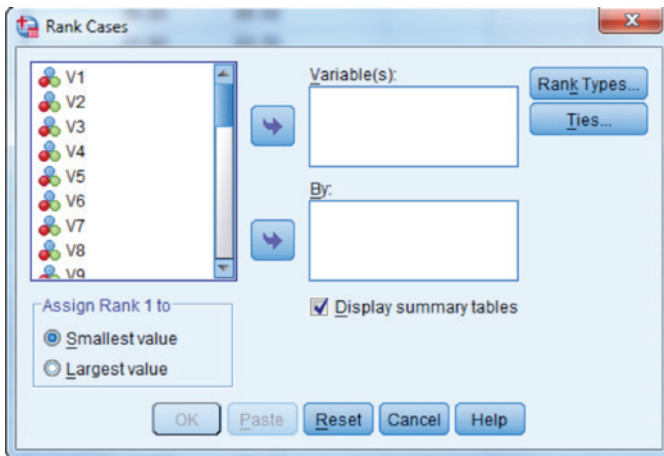 Rank Cases
V1
V2
V3
V4
V5
V6
V7
V8
V9
Variable(s):
By:
Rank Types...
Ties...
Assign Rank 1 to
Smallest value
Largest value
Display summary tables
OK Paste Reset Cancel Help